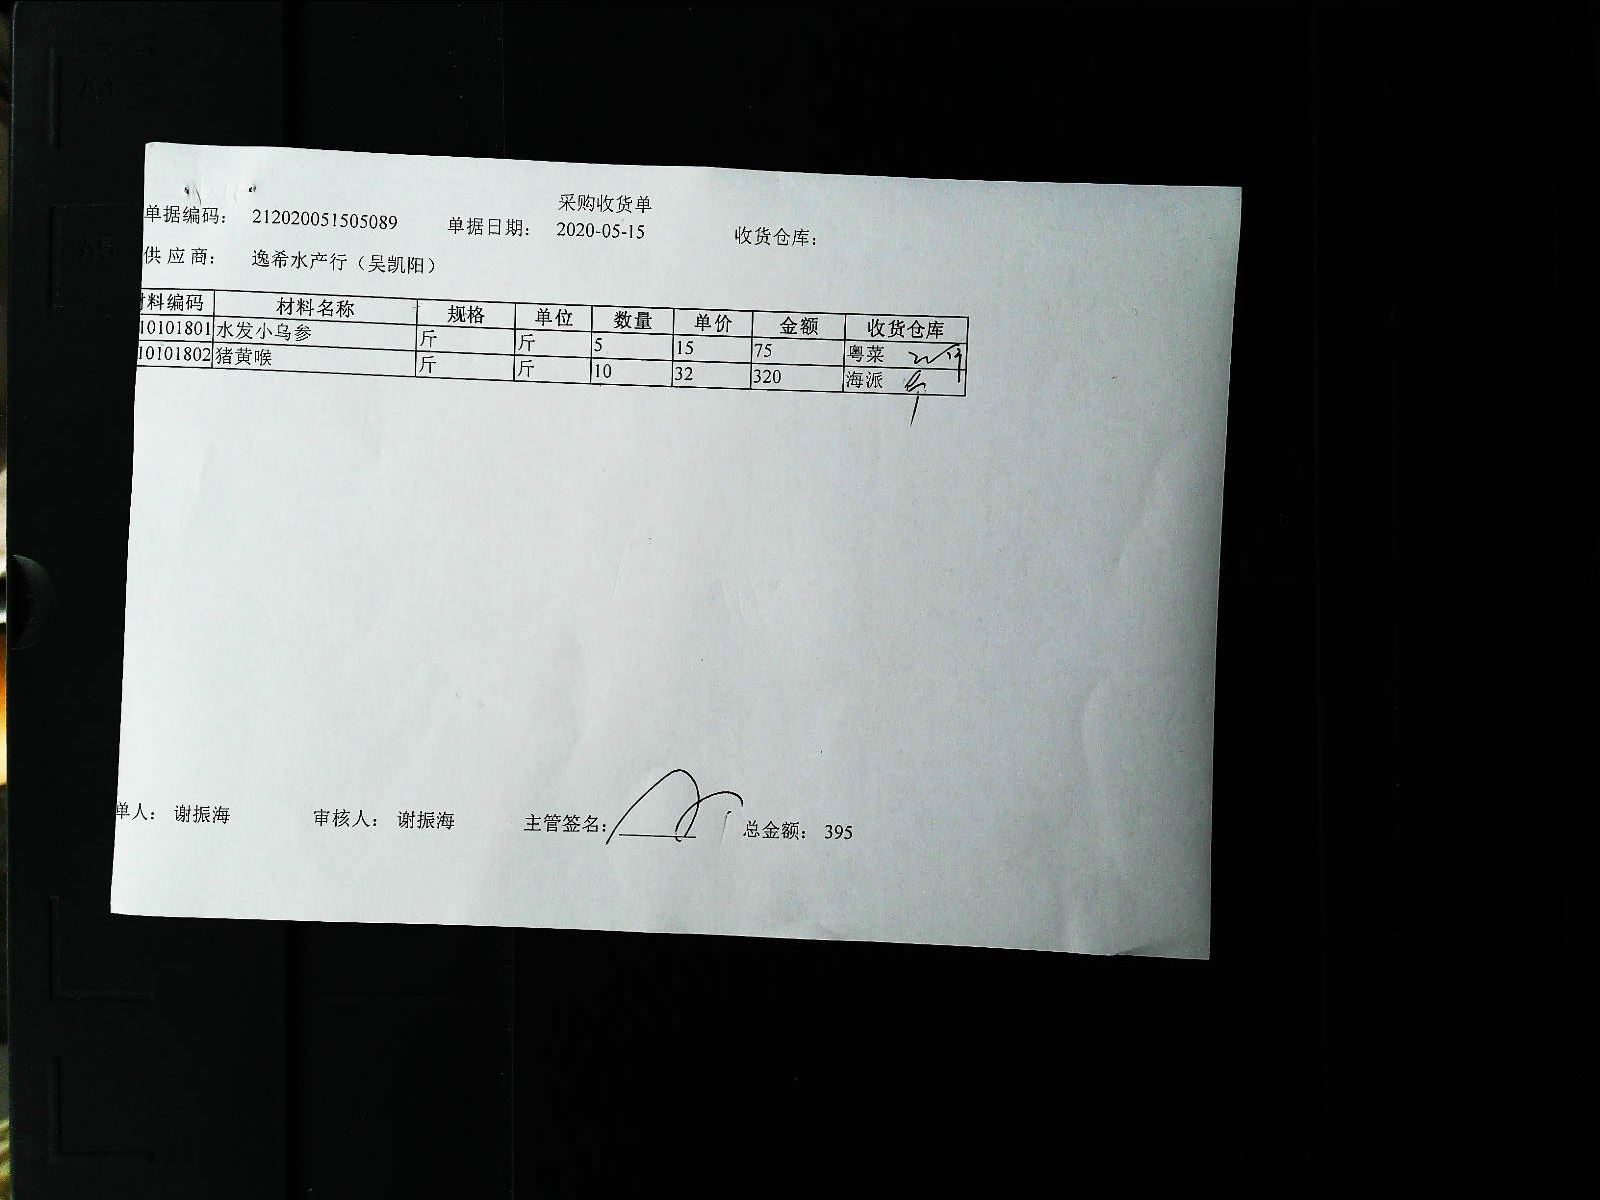 采购收货单
单据编码： 212020051505089 单据日期： 2020-05-15 收货仓库：
供 应 商： 逸希水产行（吴凯阳）
料编码 材料名称 规格 单位 数量 单价 金额 收货仓库
10101801 水发小乌参 斤 斤 5 15 75 粤菜
10101802 猪黄喉 斤 斤 10 32 320 海派
单人： 谢振海 审核人： 谢振海 主管签名： 总金额： 395